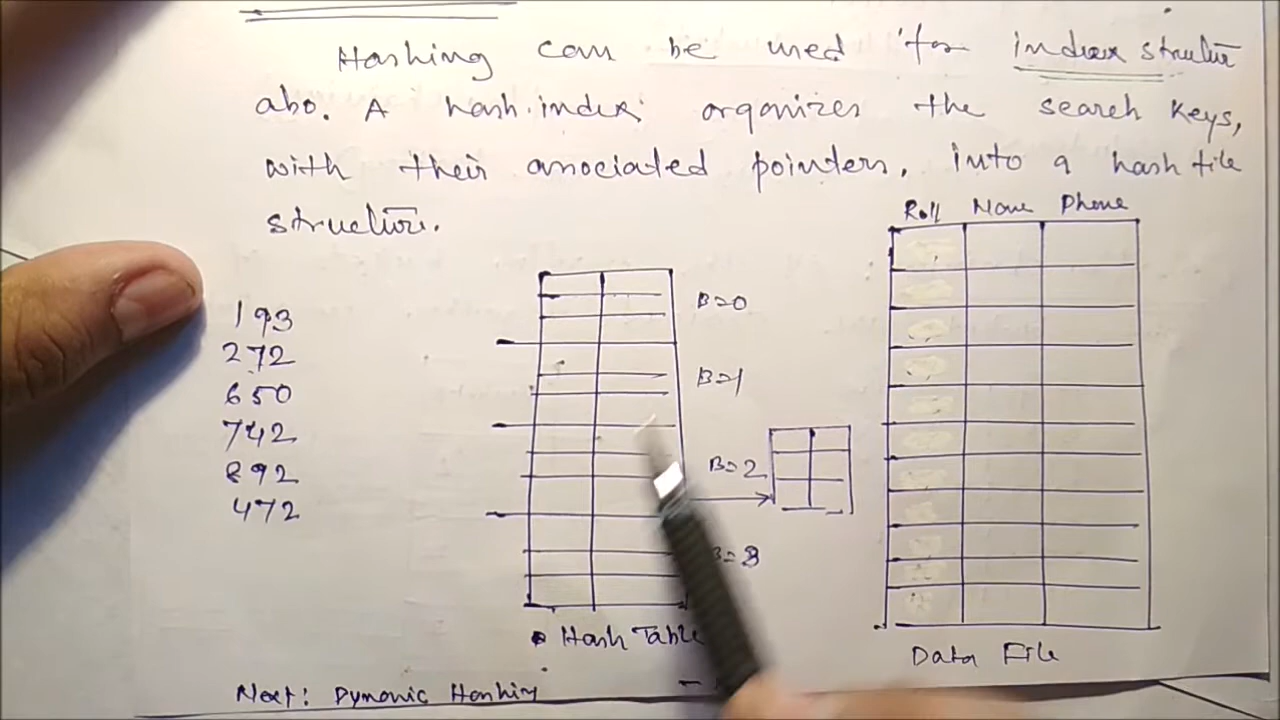 Hashing can be used for index structure
also. A hash index organizes the search keys,
with their associated pointers, into a hash file
structure.
Roll Name Phone
193
272
650
742
892
472
B=0
B=1
B=2
B=3
Hash Table
Data File
Next: Dynamic Hashing